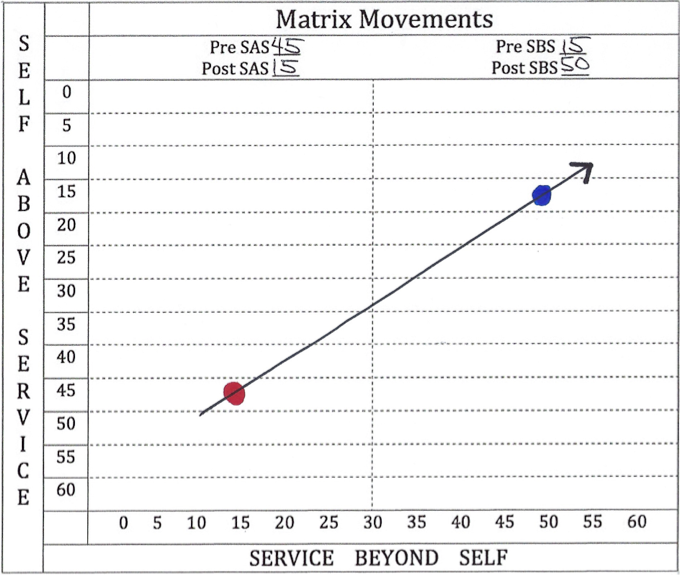 Matrix Movements
Pre SAS 45
Post SAS 15
Pre SBS 15
Post SBS 50
SELF ABOVE SERVICE
0
5
10
15
20
25
30
35
40
45
50
55
60
0 5 10 15 20 25 30 35 40 45 50 55 60
SERVICE BEYOND SELF